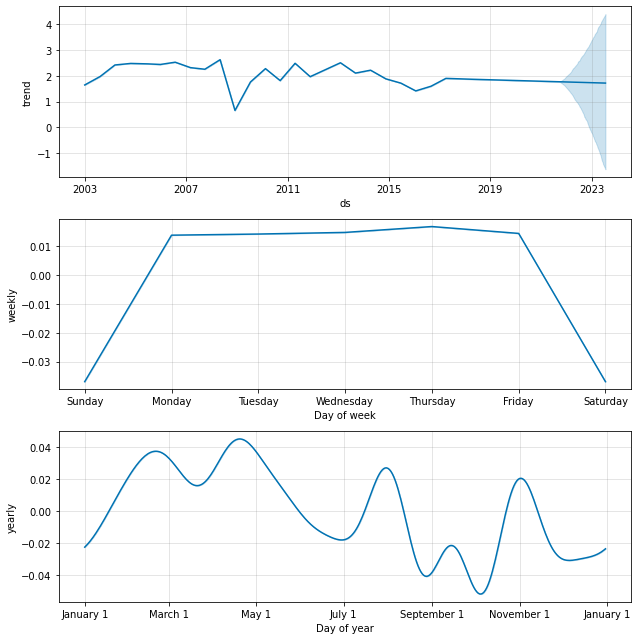 4
3
2
1
0
−1
trend
2003 2007 2011 2015 2019 2023
ds
0.01
0.00
−0.01
−0.02
−0.03
weekly
Sunday Monday Tuesday Wednesday Thursday Friday Saturday
Day of week
0.04
0.02
0.00
−0.02
−0.04
yearly
January 1 March 1 May 1 July 1 September 1 November 1 January 1
Day of year